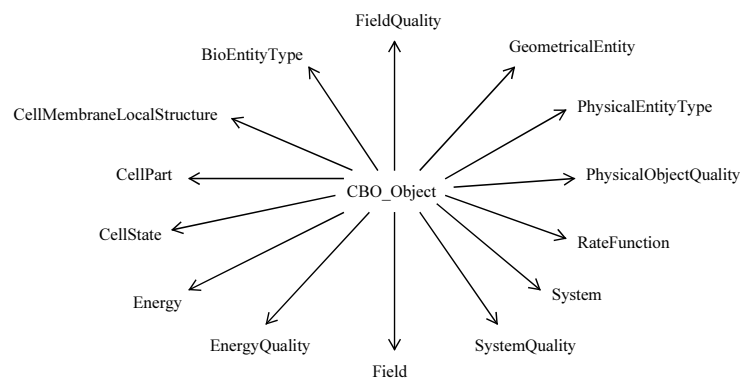 FieldQuality
GeometricalEntity
BioEntityType
PhysicalEntityType
CellMembraneLocalStructure
CellPart
PhysicalObjectQuality
CBO_Object
CellState
RateFunction
Energy
System
EnergyQuality
SystemQuality
Field